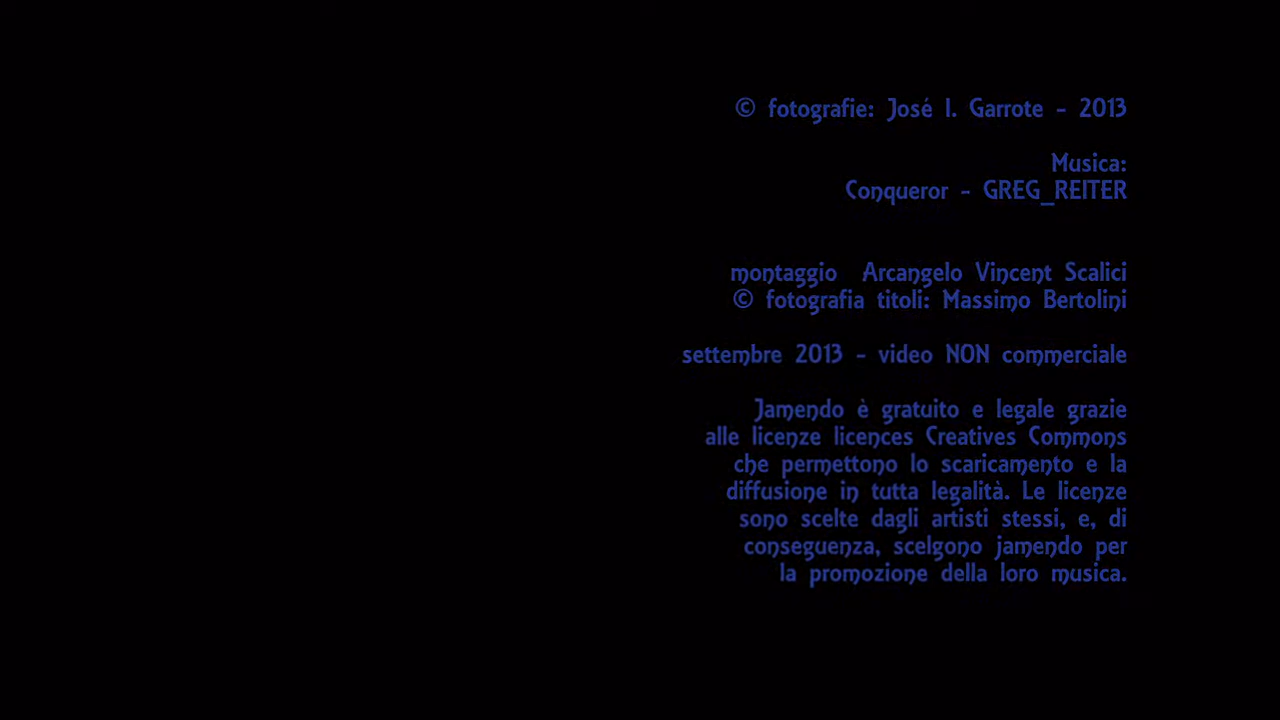 © fotografie: José I. Garrote - 2013
Musica:
Conqueror - GREG_REITER
montaggio Arcangelo Vincent Scalici
© fotografia titoli: Massimo Bertolini
settembre 2013 - video NON commerciale
Jamendo è gratuito e legale grazie
alle licenze licences Creatives Commons
che permettono lo scaricamento e la
diffusione in tutta legalità. Le licenze
sono scelte dagli artisti stessi, e, di
conseguenza, scelgono jamendo per
la promozione della loro musica.